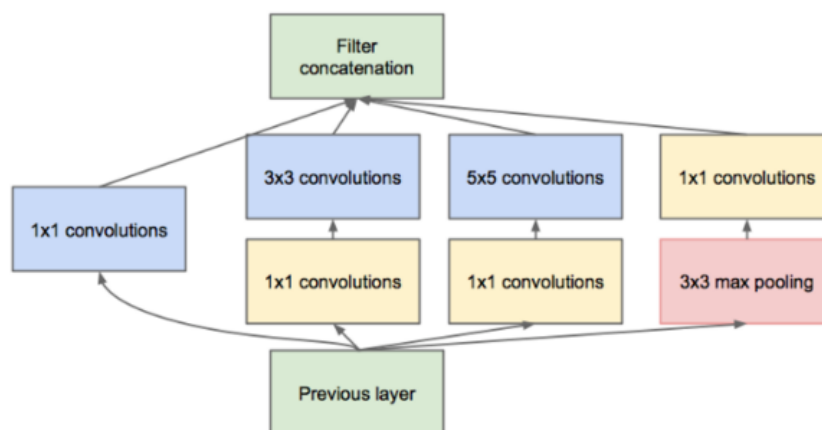 Filter
concatenation
3x3 convolutions
5x5 convolutions
1x1 convolutions
1x1 convolutions
1x1 convolutions
1x1 convolutions
3x3 max pooling
Previous layer